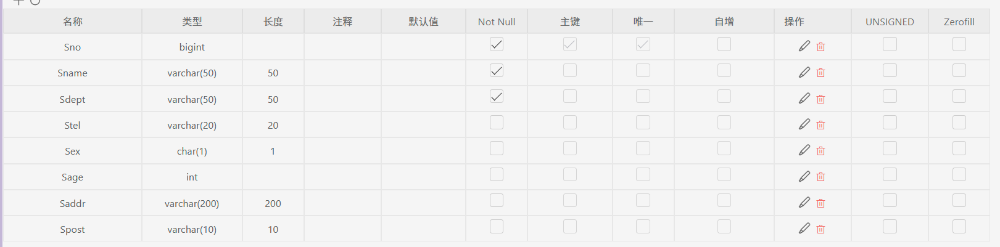 名称 类型 长度 注释 默认值 Not Null 主键 唯一 自增 操作 UNSIGNED Zerofill
Sno bigint
Sname varchar(50) 50
Sdept varchar(50) 50
Stel varchar(20) 20
Sex char(1) 1
Sage int
Saddr varchar(200) 200
Spost varchar(10) 10